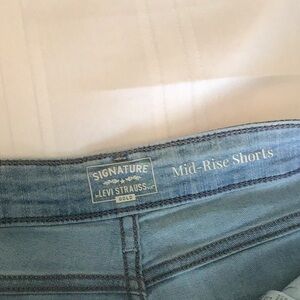 SIGNATURE
LEVI STRAUSS
GOLD
Mid-Rise Shorts